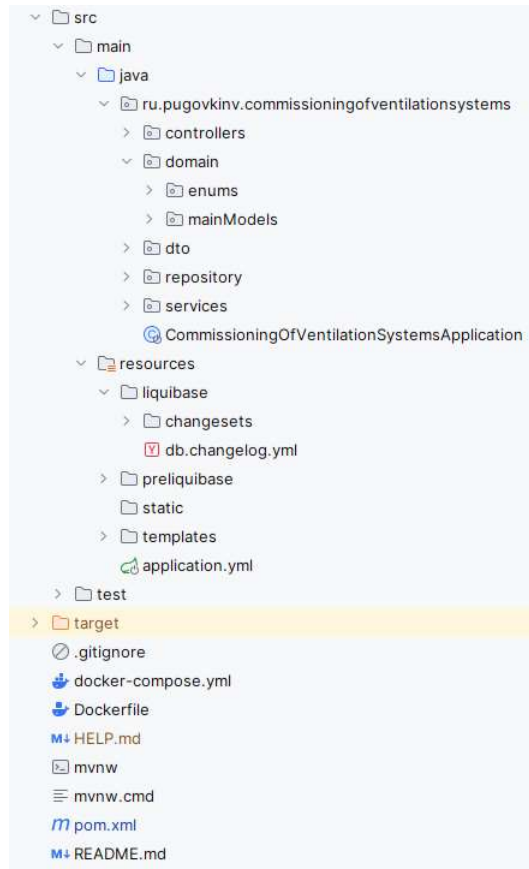 src
main
java
ru.pugovkinv.commissioningofventilationsystems
controllers
domain
enums
mainModels
dto
repository
services
CommissioningOfVentilationSystemsApplication
resources
liquibase
changesets
db.changelog.yml
preliquibase
static
templates
application.yml
test
target
.gitignore
docker-compose.yml
Dockerfile
M↓ HELP.md
mvnw
mvnw.cmd
m pom.xml
M↓ README.md